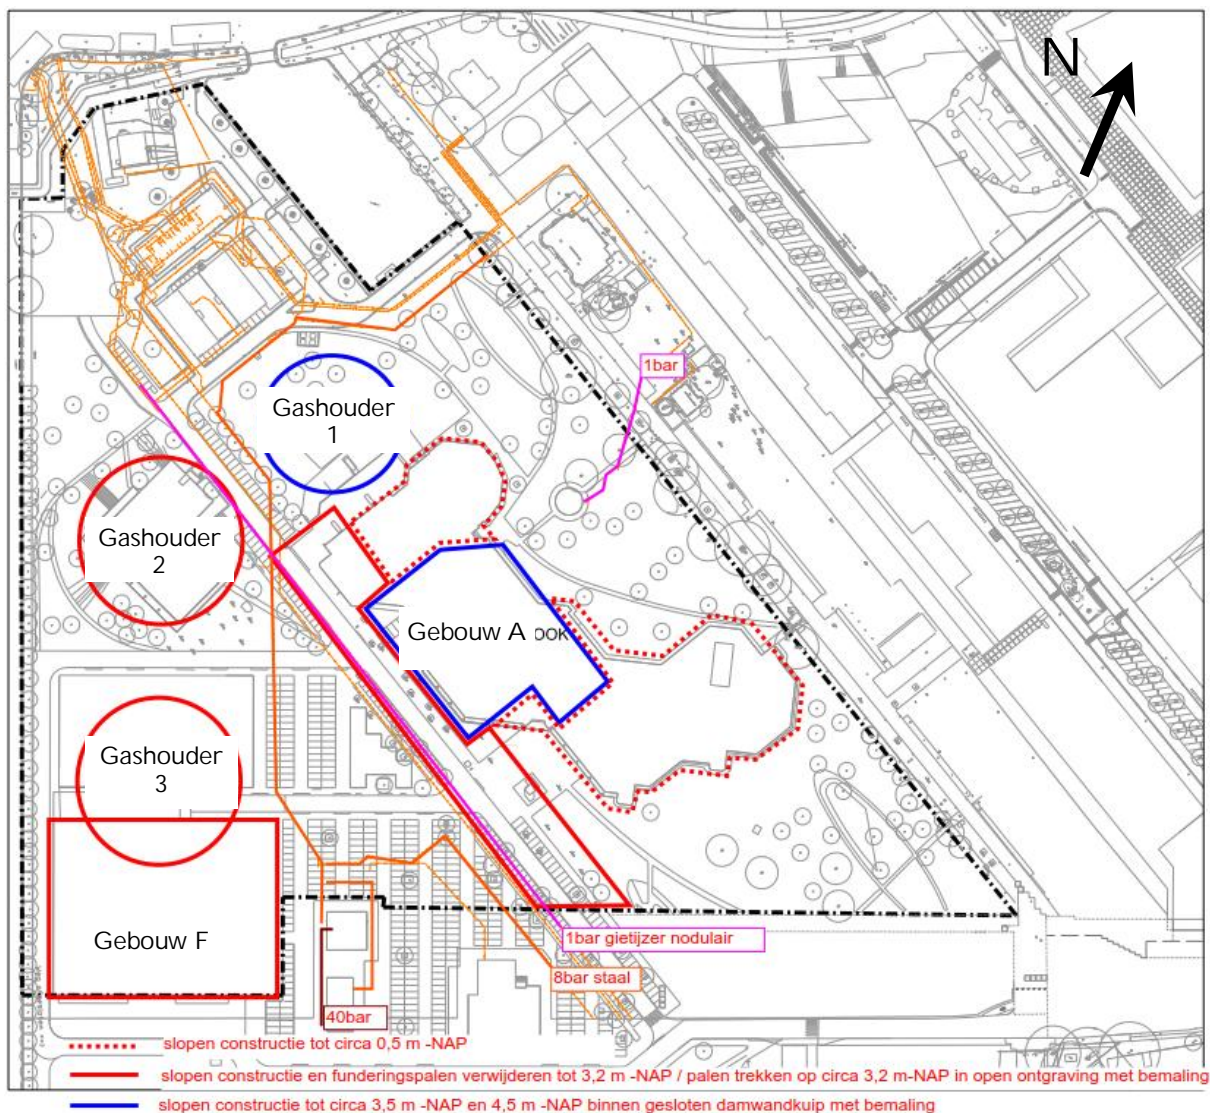 N
1bar
Gashouder
1
Gashouder
2
Gebouw A OOK
Gashouder
3
Gebouw F
1bar gietijzer nodulair
8bar staal
40bar
slopen constructie tot circa 0,5 m -NAP
slopen constructie en funderingspalen verwijderen tot 3,2 m -NAP / palen trekken op circa 3,2 m-NAP in open ontgraving met bemaling
slopen constructie tot circa 3,5 m -NAP en 4,5 m -NAP binnen gesloten damwandkuip met bemaling